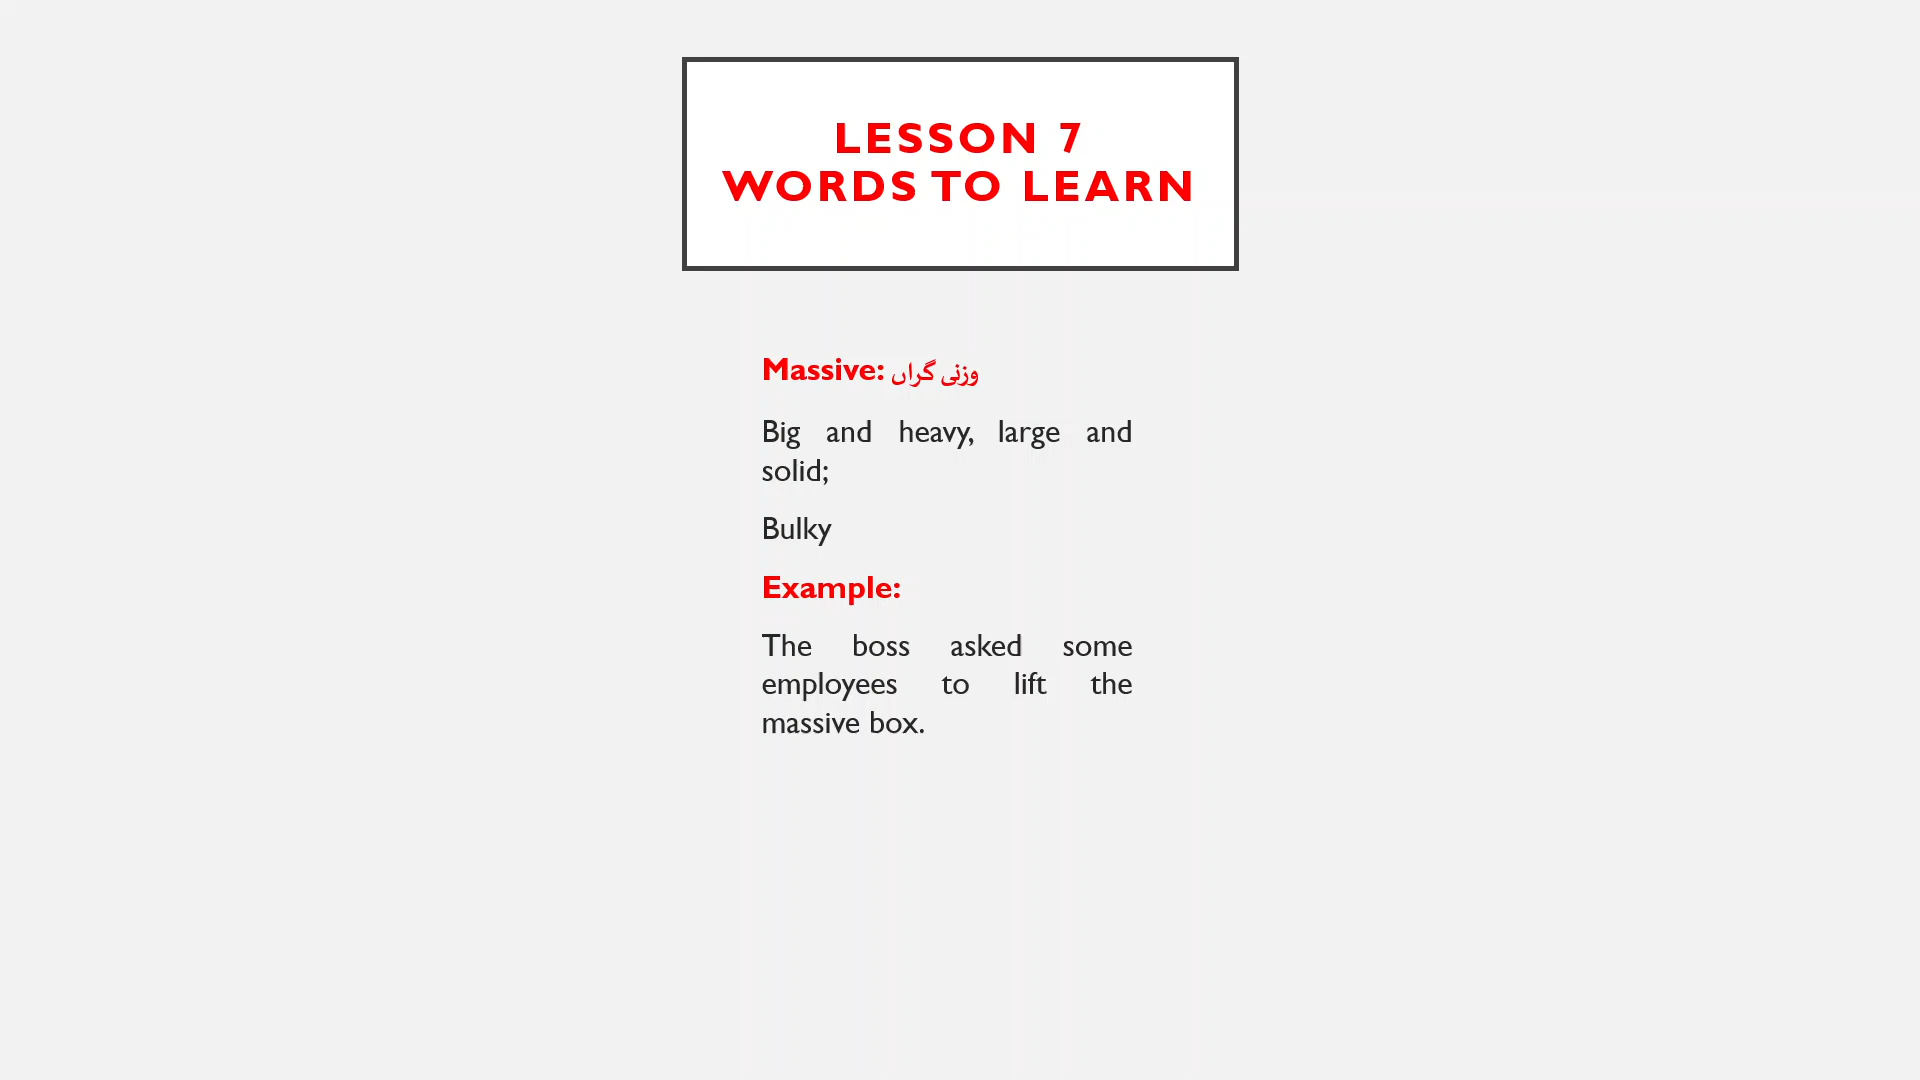 LESSON 7
WORDS TO LEARN
Massive: وزنی گراں
Big and heavy, large and
solid;
Bulky
Example:
The boss asked some
employees to lift the
massive box.